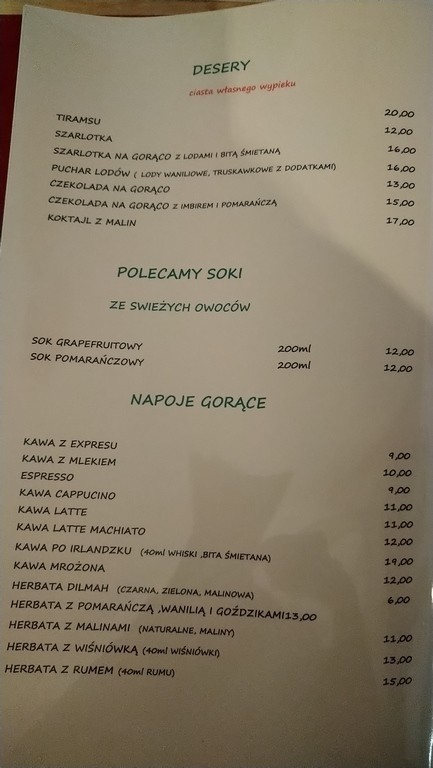 DESERY
ciasta własnego wypieku
TIRAMSU 20,00
SZARLOTKA 12,00
SZARLOTKA NA GORĄCO Z LODAMI I BITĄ ŚMIETANĄ 16,00
PUCHAR LODÓW ( LODY WANILIOWE, TRUSKAWKOWE Z DODATKAMI) 16,00
CZEKOLADA NA GORĄCO 13,00
CZEKOLADA NA GORĄCO Z IMBIREM I POMARAŃCZĄ 15,00
KOKTAJL Z MALIN 17,00
POLECAMY SOKI
ZE SWIEŻYCH OWOCÓW
SOK GRAPEFRUITOWY 200ml 12,00
SOK POMARAŃCZOWY 200ml 12,00
NAPOJE GORĄCE
KAWA Z EXPRESU 9,00
KAWA Z MLEKIEM 10,00
ESPRESSO 9,00
KAWA CAPPUCINO 11,00
KAWA LATTE 11,00
KAWA LATTE MACHIATO 12,00
KAWA PO IRLANDZKU (40ml WHISKI ,BITA ŚMIETANA) 19,00
KAWA MROŻONA 12,00
HERBATA DILMAH (CZARNA, ZIELONA, MALINOWA) 6,00
HERBATA Z POMARAŃCZĄ ,WANILIĄ I GOŹDZIKAMI13,00
HERBATA Z MALINAMI (NATURALNE, MALINY) 11,00
HERBATA Z WIŚNIÓWKĄ (40ml WIŚNIÓWKI) 13,00
HERBATA Z RUMEM (40ml RUMU) 15,00